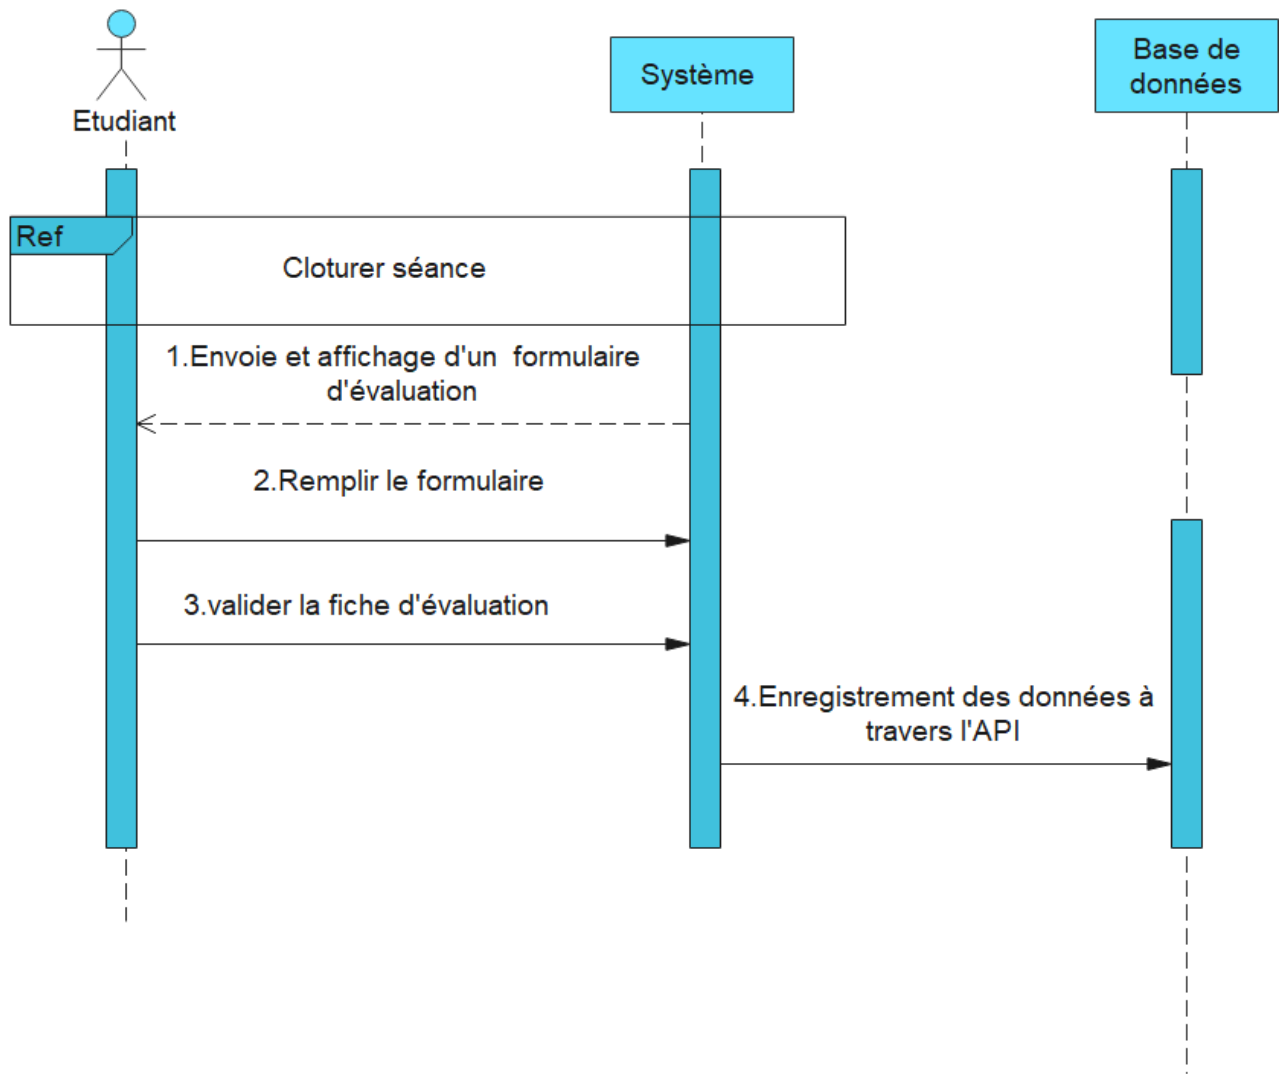 Etudiant
Système
Base de
données
Ref
Cloturer séance
1.Envoie et affichage d'un  formulaire
d'évaluation
2.Remplir le formulaire
3.valider la fiche d'évaluation
4.Enregistrement des données à
travers l'API